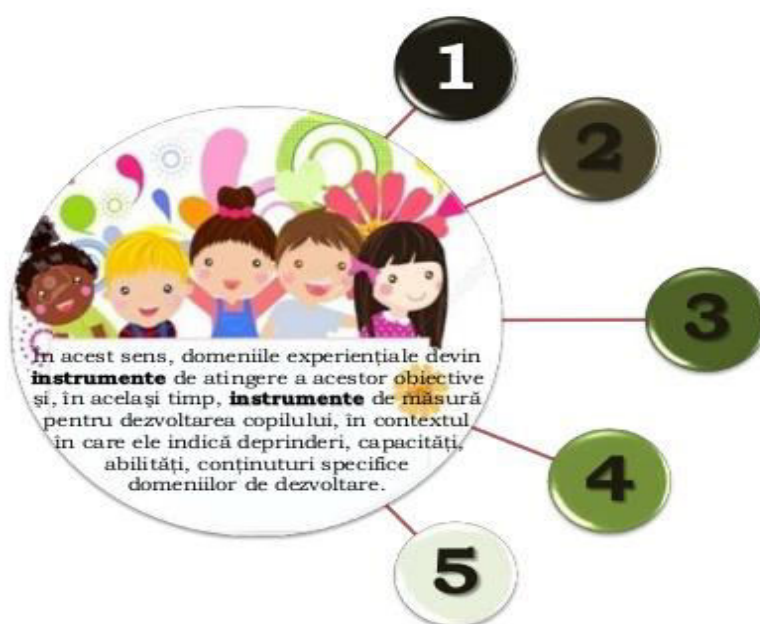 1
2
3
4
5
În acest sens, domeniile experiențiale devin
instrumente de atingere a acestor obiective
și, în același timp, instrumente de măsură
pentru dezvoltarea copilului, în contextul
în care ele indică deprinderi, capacități,
abilități, conținuturi specifice
domeniilor de dezvoltare.